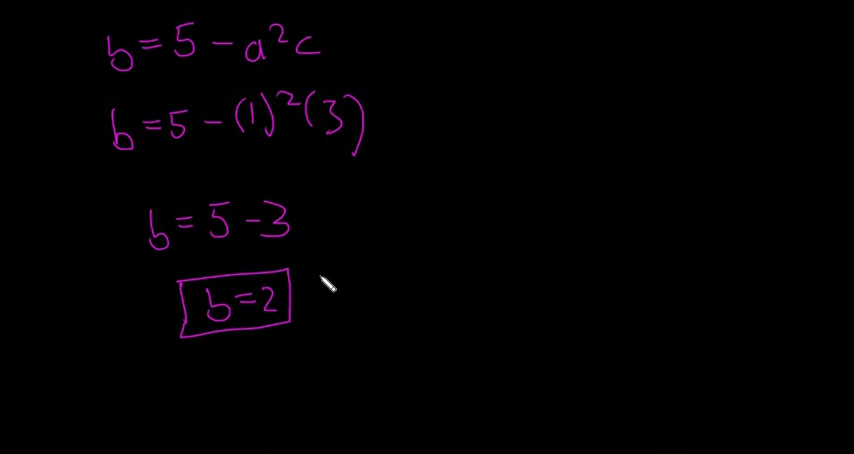 b = 5 - a²c
b = 5 - (1)²(3)
b = 5 - 3
b = 2